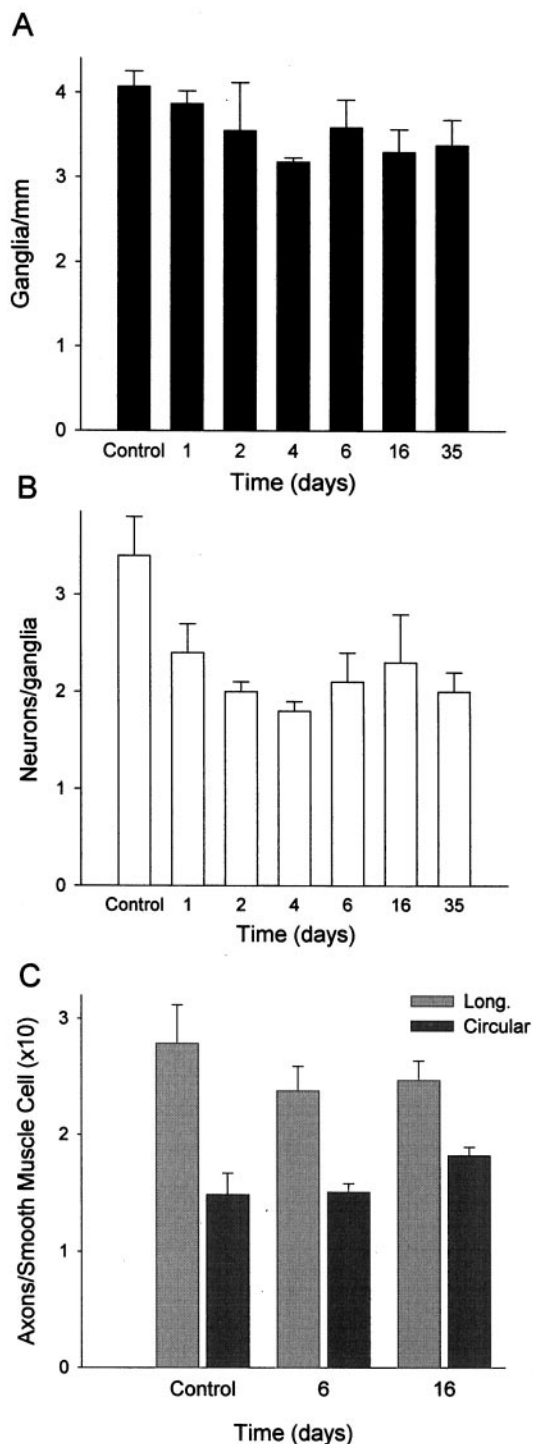 A
Ganglia/mm
4
3
2
1
0
Control 1 2 4 6 16 35
Time (days)
B
Neurons/ganglia
3
2
1
0
Control 1 2 4 6 16 35
Time (days)
C
Long.
Circular
Axons/Smooth Muscle Cell (x10)
3
2
1
0
Control 6 16
Time (days)